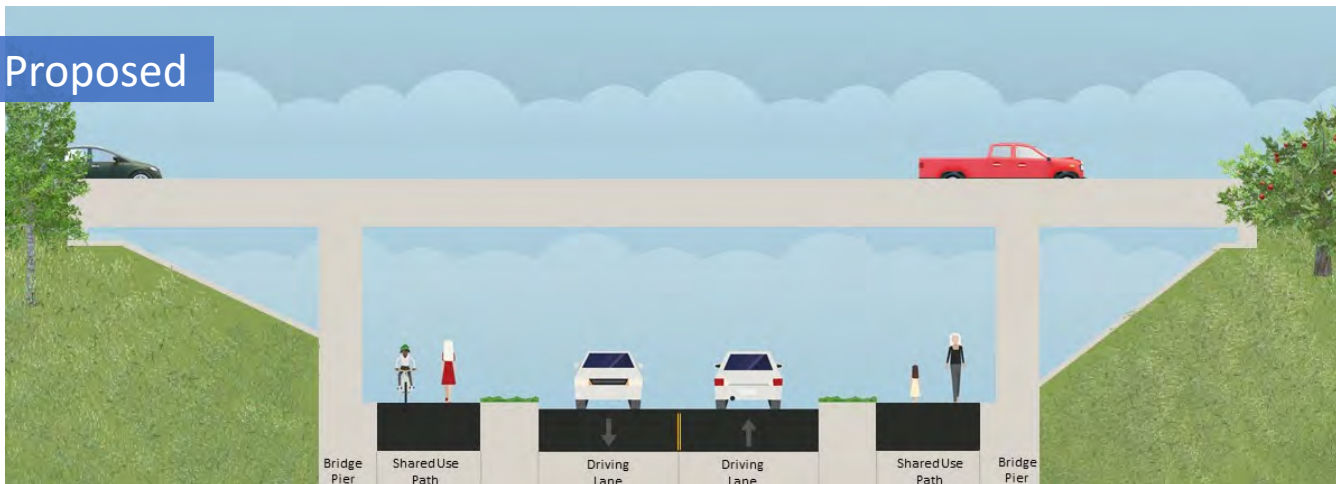 Proposed
Bridge
Pier
Shared Use
Path
Driving
Lane
Driving
Lane
Shared Use
Path
Bridge
Pier